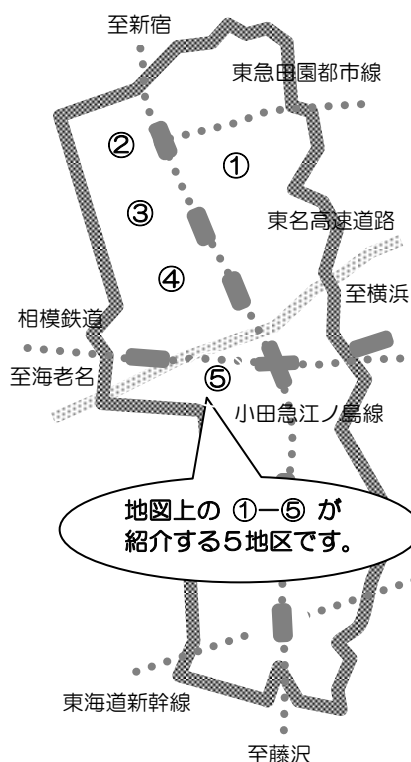 至新宿
東急田園都市線
②
①
③
東名高速道路
④
至横浜
相模鉄道
至海老名
⑤
小田急江ノ島線
地図上の ①ー⑤ が
紹介する5地区です。
東海道新幹線
至藤沢